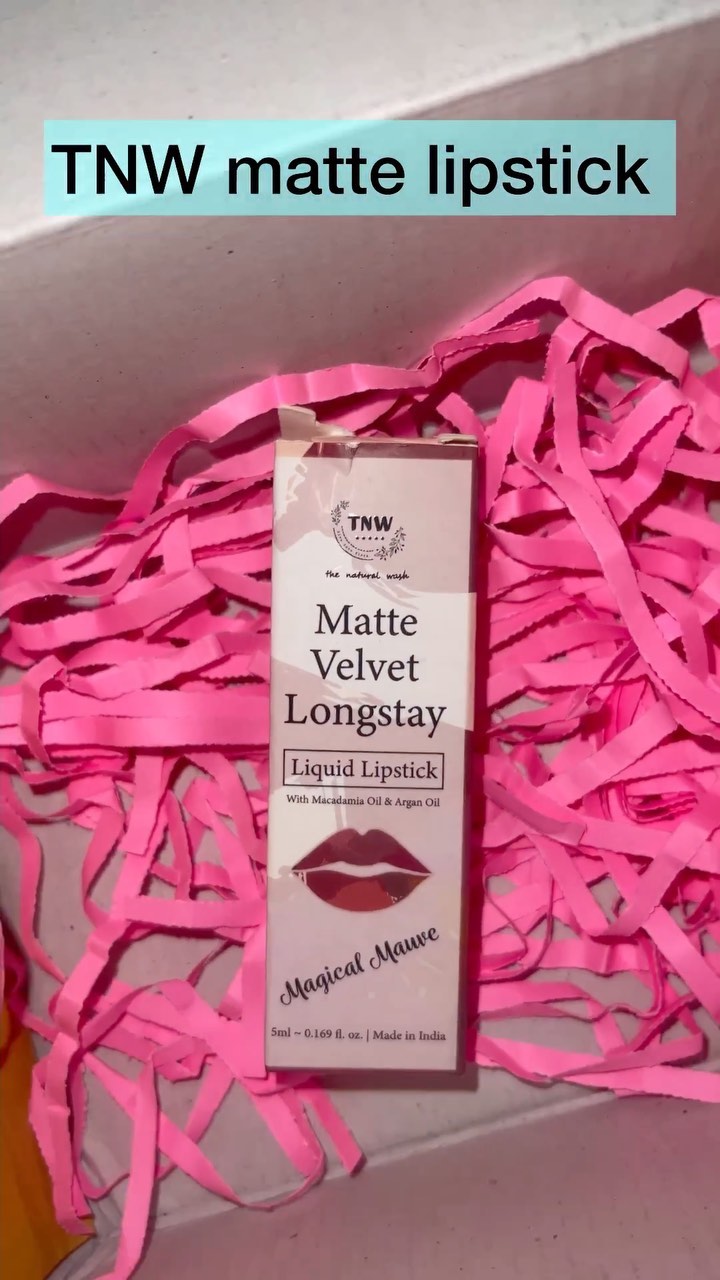 TNW matte lipstick
TNW
the natural wash
Matte
Velvet
Longstay
Liquid Lipstick
With Macadamia Oil & Argan Oil
Magical Mauve
5ml ~ 0.169 fl. oz. | Made in India